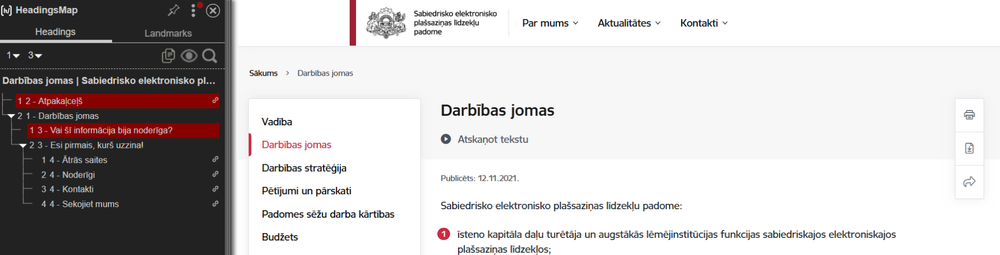 [h/] HeadingsMap
Headings
Landmarks
1 3
Darbības jomas | Sabiedrisko elektronisko pl...
1 2 - Atpakaļceļš
2 1 - Darbības jomas
1 3 - Vai šī informācija bija noderīga?
2 3 - Esi pirmais, kurš uzzina!
1 4 - Ātrās saites
2 4 - Noderīgi
3 4 - Kontakti
4 4 - Sekojiet mums
Sabiedrisko elektronisko
plašsaziņas līdzekļu
padome
Par mums
Aktualitātes
Kontakti
Sākums > Darbības jomas
Vadība
Darbības jomas
Darbības stratēģija
Pētījumi un pārskati
Padomes sēžu darba kārtības
Budžets
Darbības jomas
Atskaņot tekstu
Publicēts: 12.11.2021.
Sabiedrisko elektronisko plašsaziņas līdzekļu padome:
1 īsteno kapitāla daļu turētāja un augstākās lēmējinstitūcijas funkcijas sabiedriskajos elektroniskajos
plašsaziņas līdzekļos;